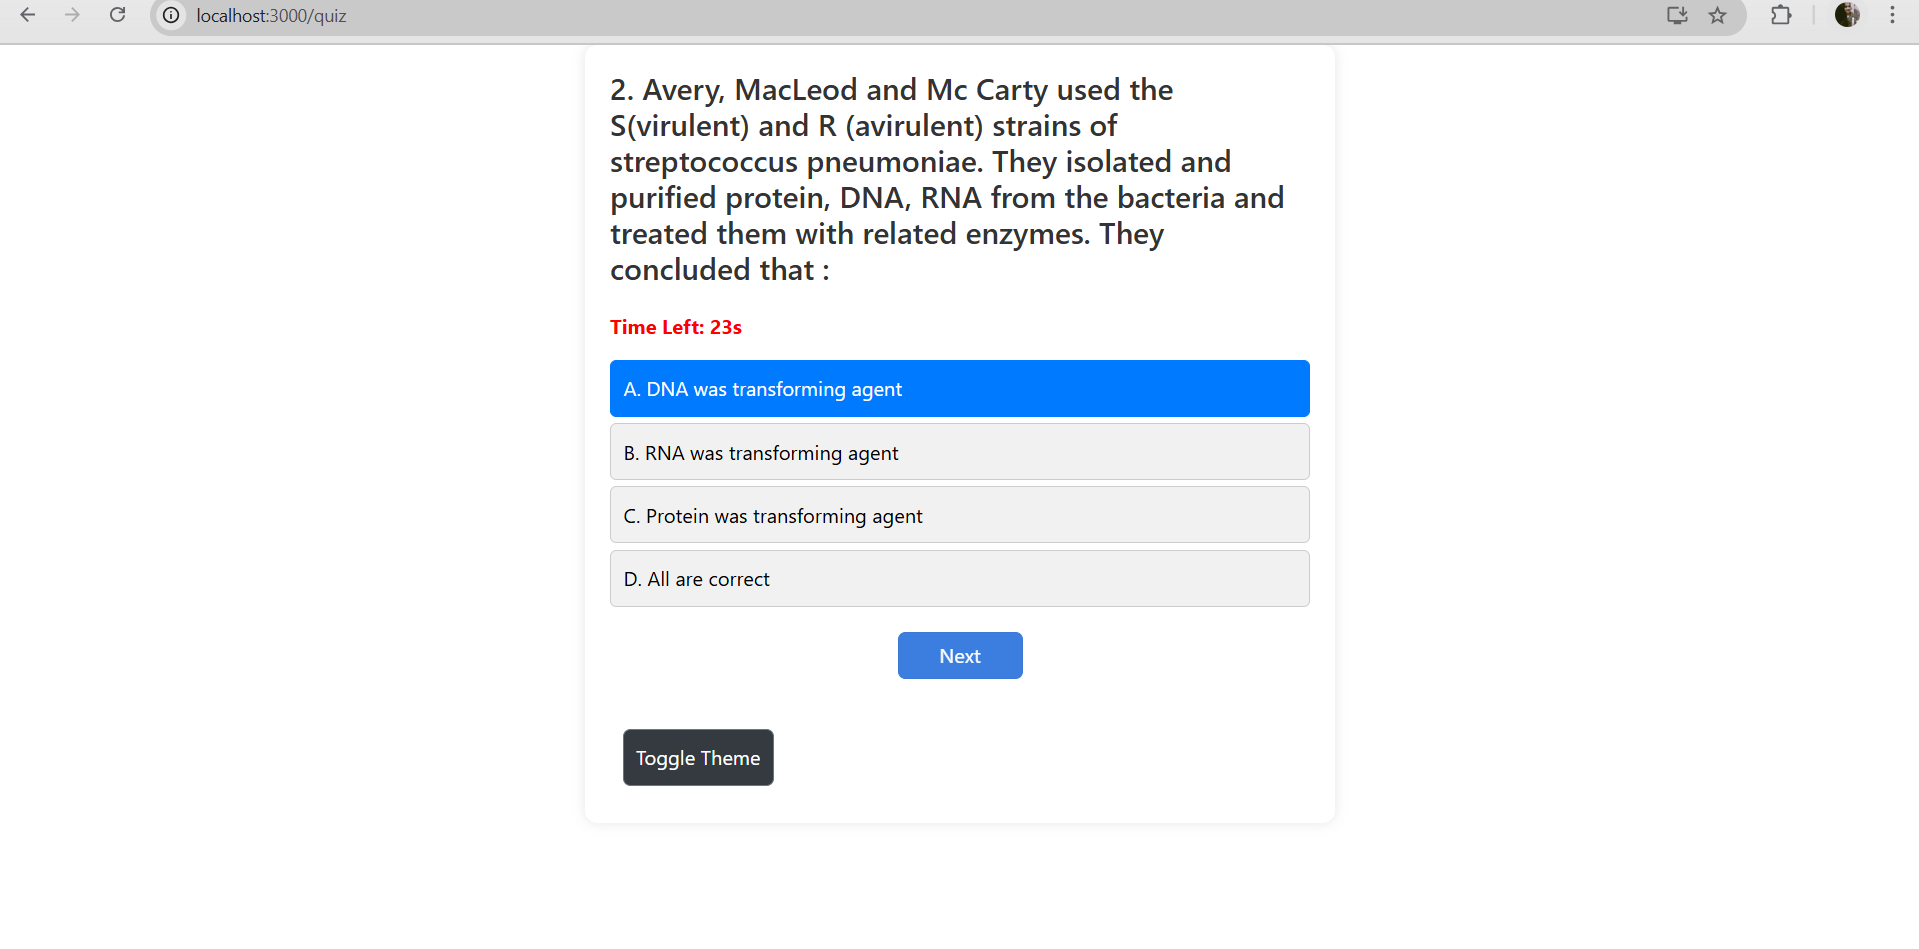 localhost:3000/quiz
2. Avery, MacLeod and Mc Carty used the
S(virulent) and R (avirulent) strains of
streptococcus pneumoniae. They isolated and
purified protein, DNA, RNA from the bacteria and
treated them with related enzymes. They
concluded that :
Time Left: 23s
A. DNA was transforming agent
B. RNA was transforming agent
C. Protein was transforming agent
D. All are correct
Next
Toggle Theme